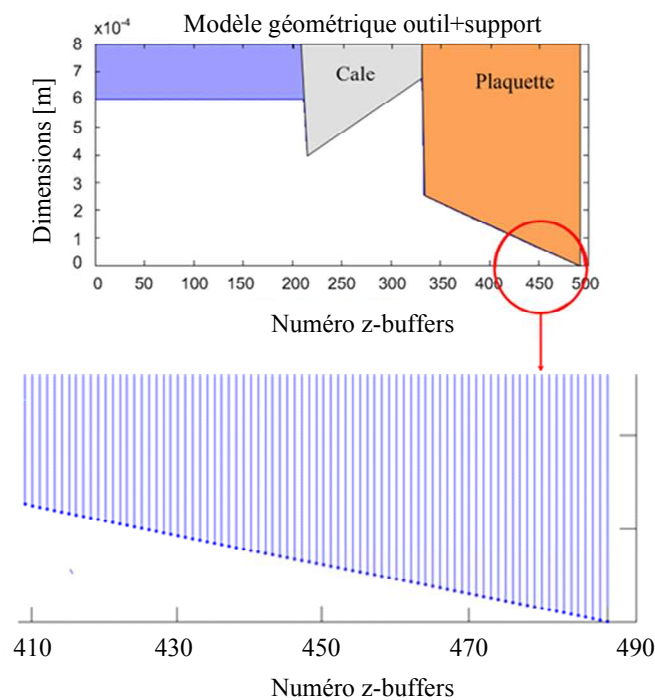 Modèle géométrique outil+support
x10⁻⁴
8
7
6
5
4
3
2
1
0
Dimensions [m]
Cale
Plaquette
0 50 100 150 200 250 300 350 400 450 500
Numéro z-buffers
410 430 450 470 490
Numéro z-buffers